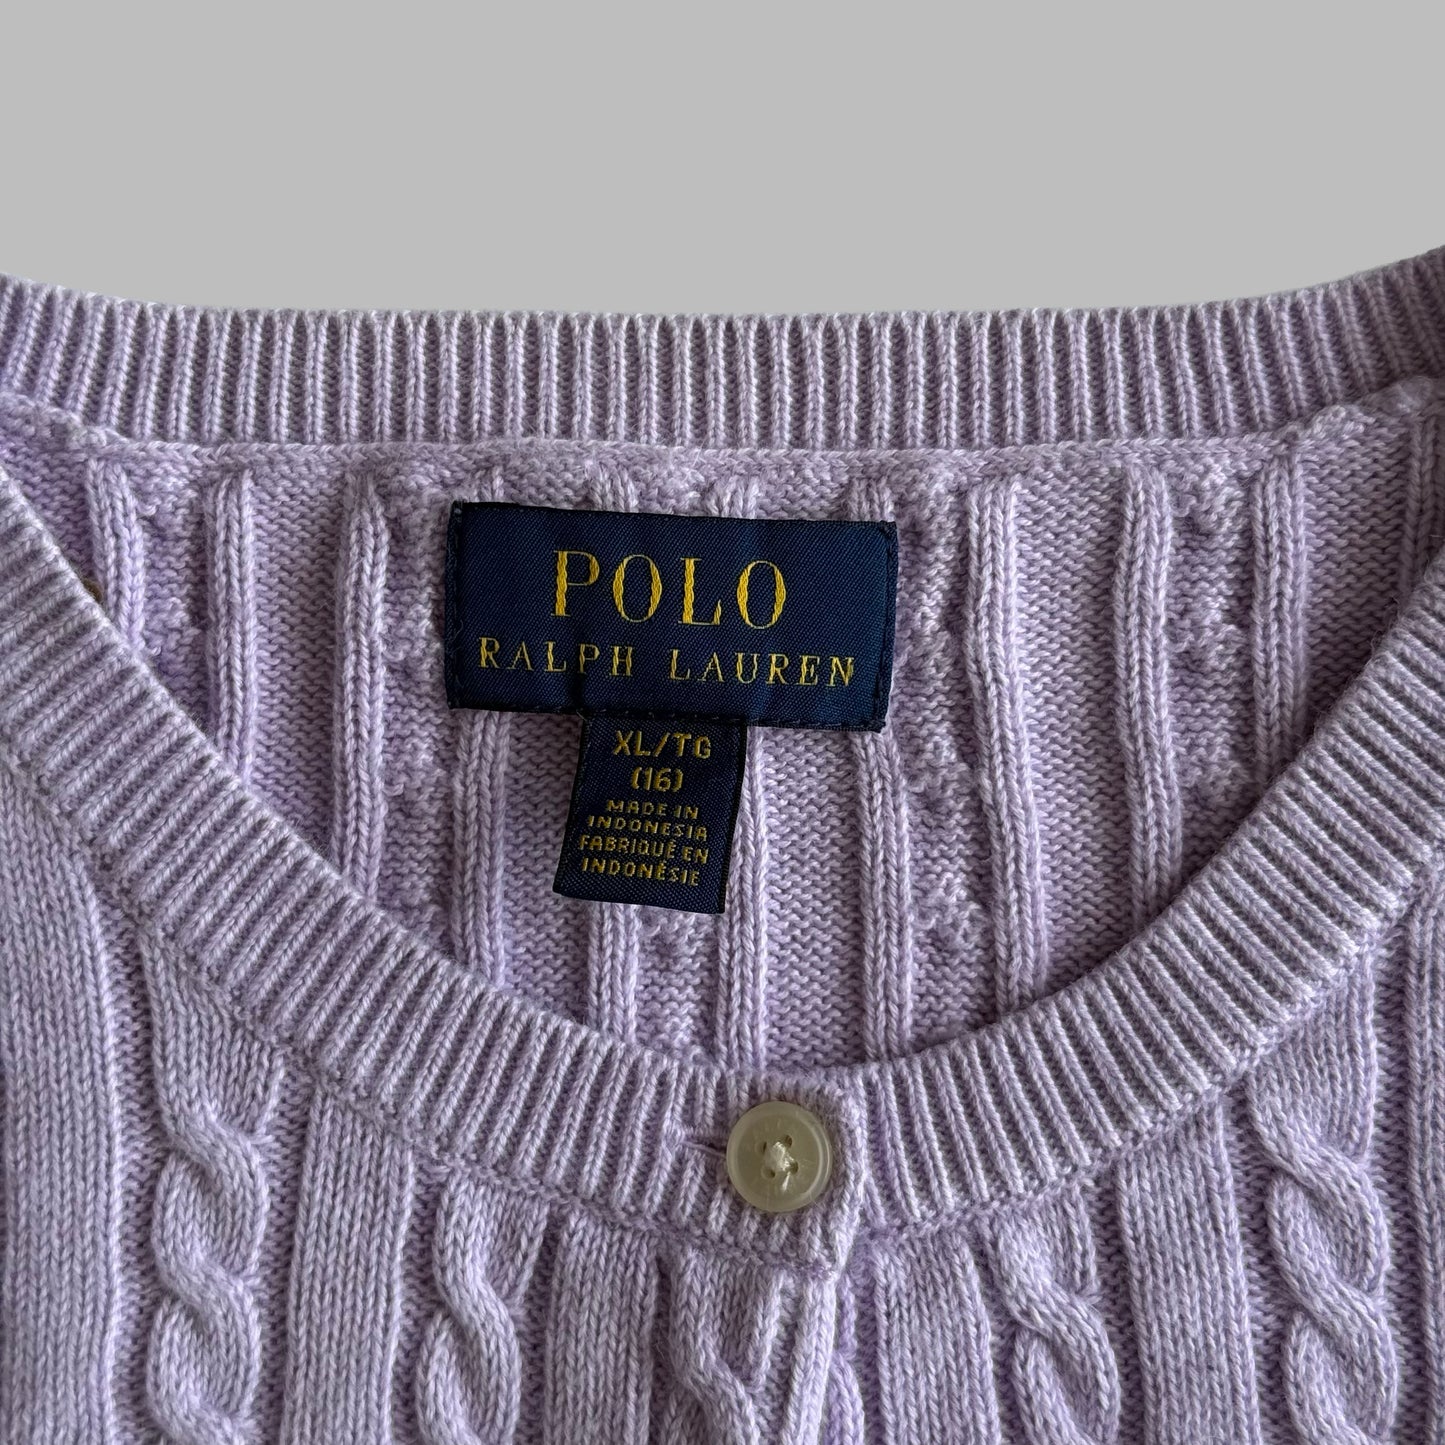 POLO
RALPH LAUREN
XL/TG
(16)
MADE IN
INDONESIA
FABRIQUÉ EN
INDONÉSIE